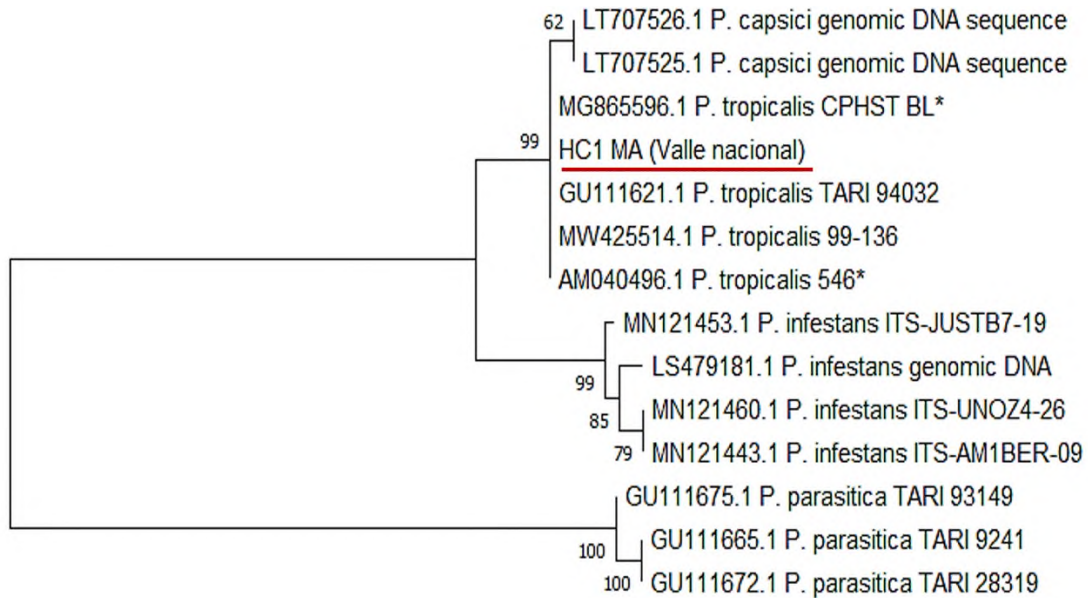 62
LT707526.1 P. capsici genomic DNA sequence
LT707525.1 P. capsici genomic DNA sequence
MG865596.1 P. tropicalis CPHST BL*
99
HC1 MA (Valle nacional)
GU111621.1 P. tropicalis TARI 94032
MW425514.1 P. tropicalis 99-136
AM040496.1 P. tropicalis 546*
MN121453.1 P. infestans ITS-JUSTB7-19
99
LS479181.1 P. infestans genomic DNA
85
MN121460.1 P. infestans ITS-UNOZ4-26
79
MN121443.1 P. infestans ITS-AM1BER-09
GU111675.1 P. parasitica TARI 93149
100
GU111665.1 P. parasitica TARI 9241
100
GU111672.1 P. parasitica TARI 28319